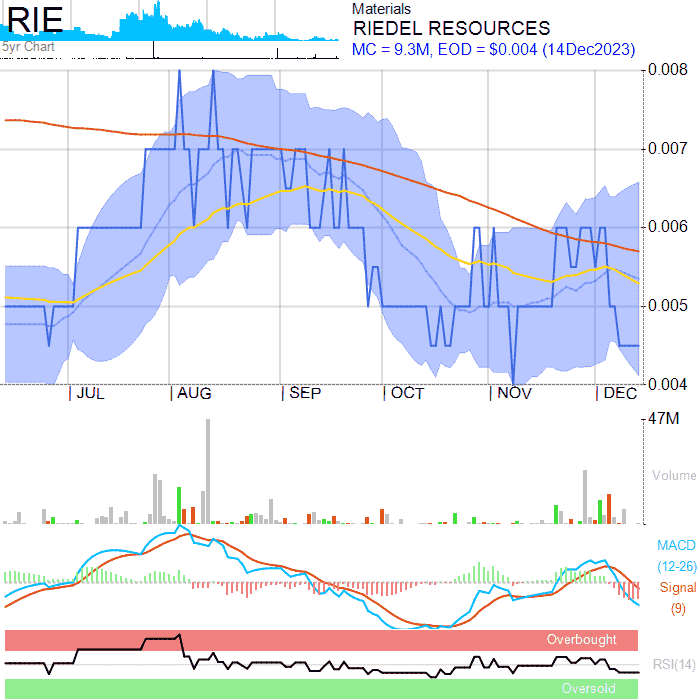 RIE
5yr Chart
Materials
RIEDEL RESOURCES
MC = 9.3M, EOD = $0.004 (14Dec2023)
0.008
0.007
0.006
0.005
0.004
JUL AUG SEP OCT NOV DEC
47M
Volume
MACD
(12-26)
Signal
(9)
Overbought
RSI(14)
Oversold